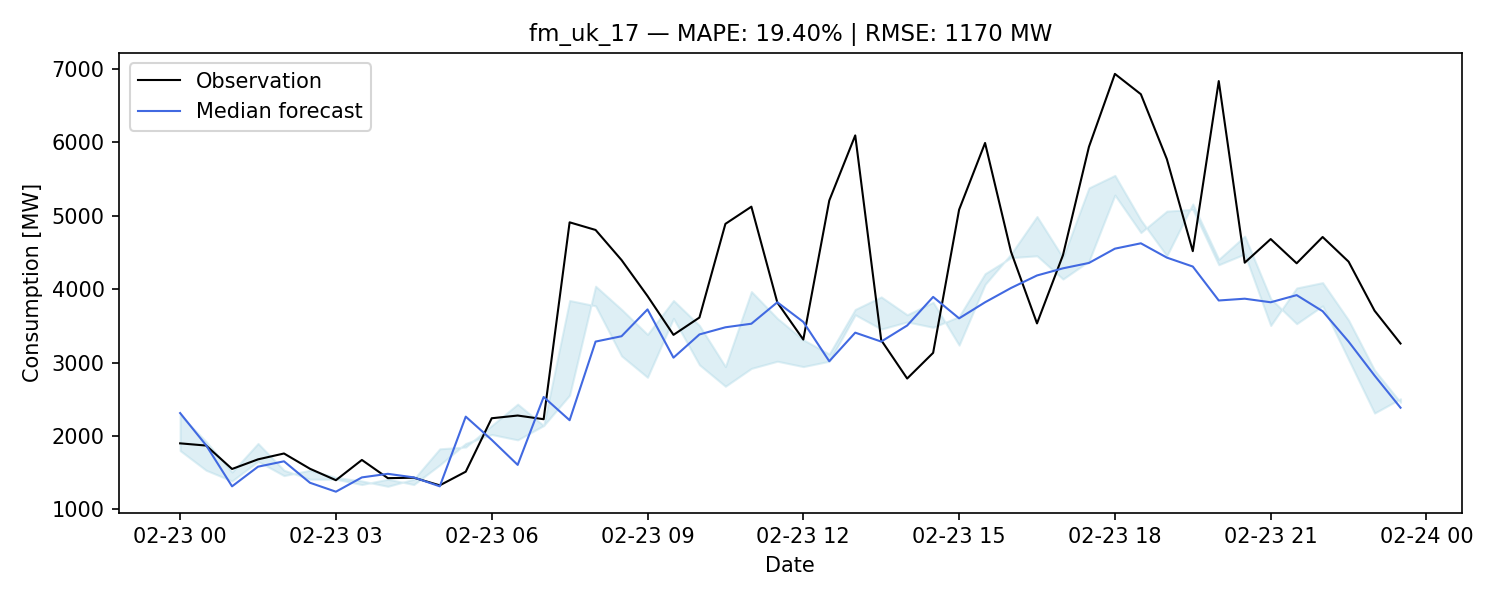 fm_uk_17 — MAPE: 19.40% | RMSE: 1170 MW
Observation
Median forecast
Consumption [MW]
7000
6000
5000
4000
3000
2000
1000
02-23 00 02-23 03 02-23 06 02-23 09 02-23 12 02-23 15 02-23 18 02-23 21 02-24 00
Date